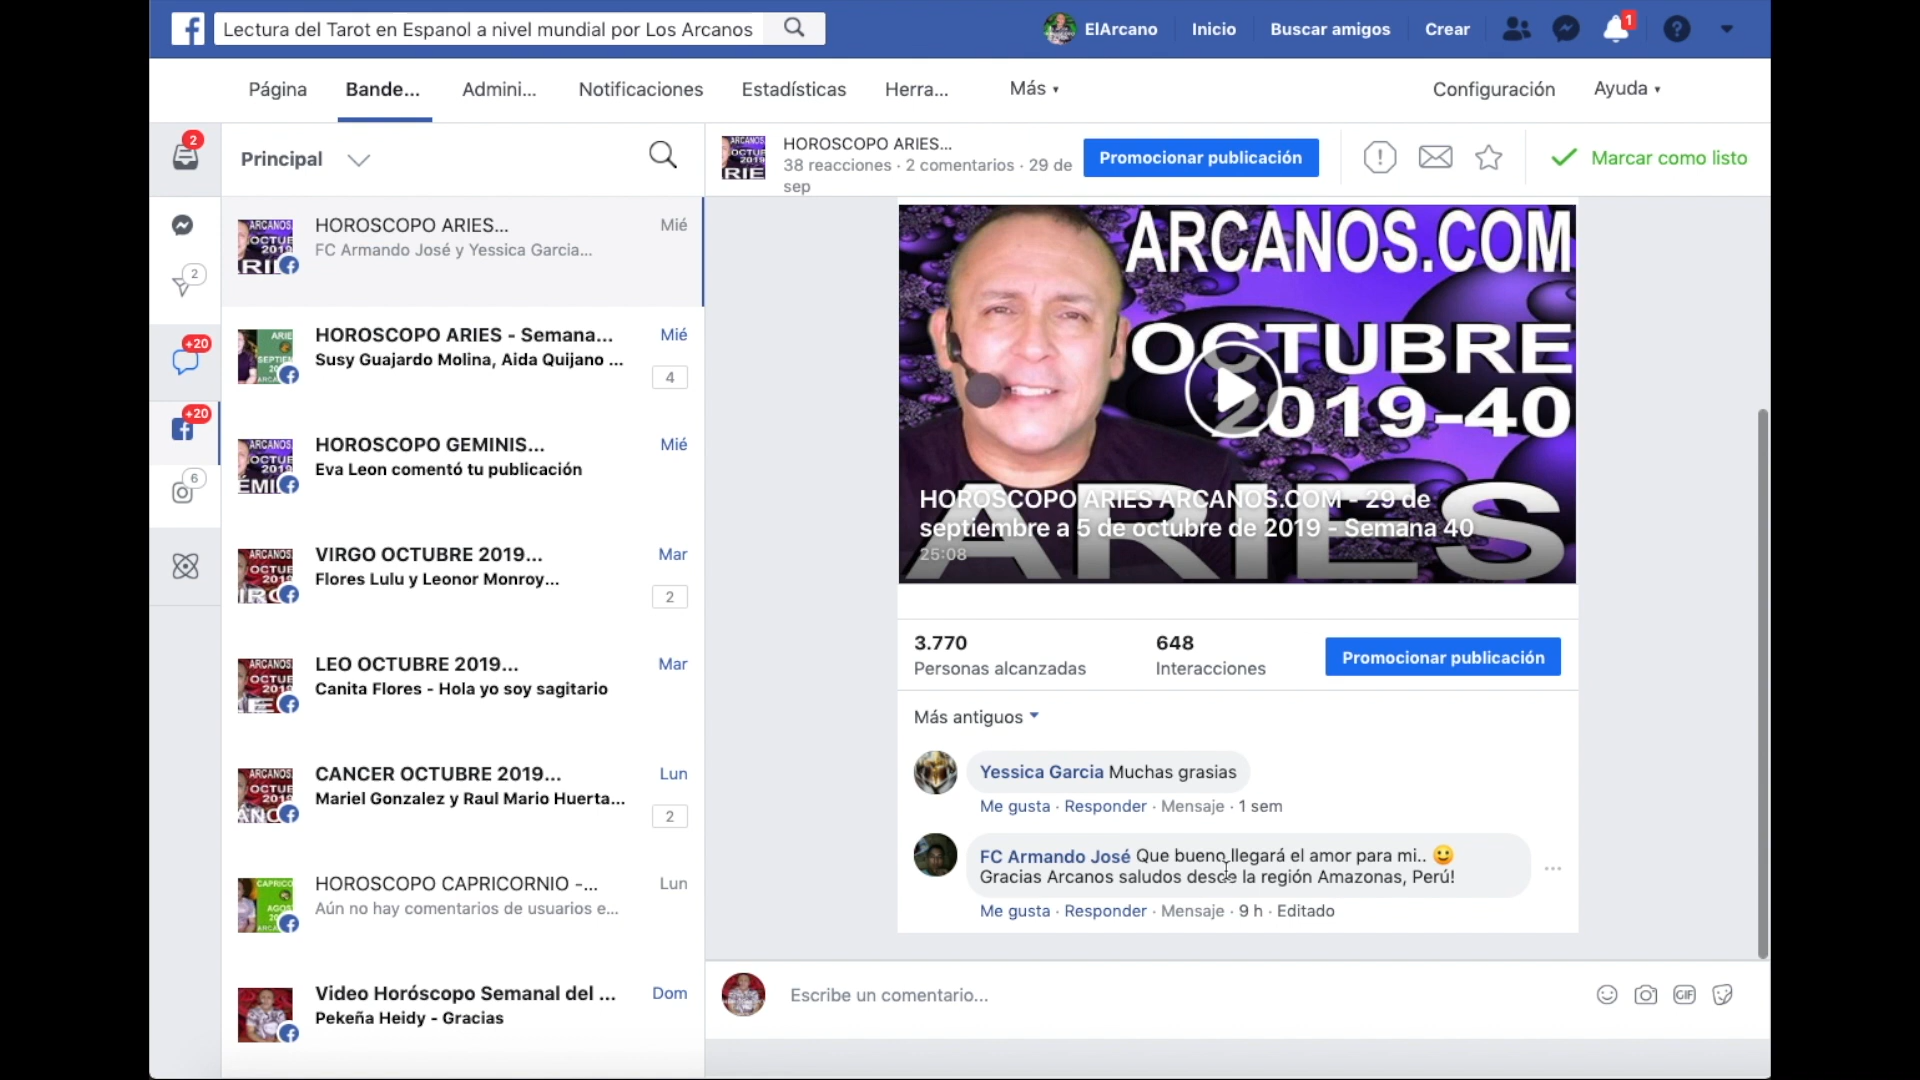 Lectura del Tarot en Espanol a nivel mundial por Los Arcanos
ElArcano
Inicio
Buscar amigos
Crear
1
Página
Bande...
Admini...
Notificaciones
Estadísticas
Herra...
Más
Configuración
Ayuda
2
2
+20
+20
6
Principal
HOROSCOPO ARIES...
Mié
FC Armando José y Yessica Garcia...
HOROSCOPO ARIES - Semana...
Mié
Susy Guajardo Molina, Aida Quijano ...
4
HOROSCOPO GEMINIS...
Mié
Eva Leon comentó tu publicación
VIRGO OCTUBRE 2019...
Mar
Flores Lulu y Leonor Monroy...
2
LEO OCTUBRE 2019...
Mar
Canita Flores - Hola yo soy sagitario
CANCER OCTUBRE 2019...
Lun
Mariel Gonzalez y Raul Mario Huerta...
2
HOROSCOPO CAPRICORNIO -...
Lun
Aún no hay comentarios de usuarios e...
Video Horóscopo Semanal del ...
Dom
Pekeña Heidy - Gracias
HOROSCOPO ARIES...
38 reacciones · 2 comentarios · 29 de
sep
Promocionar publicación
Marcar como listo
ARCANOS.COM
OCTUBRE
2019-40
ARIES
HOROSCOPO ARIES ARCANOS.COM - 29 de
septiembre a 5 de octubre de 2019 - Semana 40
25:08
3.770
Personas alcanzadas
648
Interacciones
Promocionar publicación
Más antiguos
Yessica Garcia Muchas grasias
Me gusta · Responder · Mensaje · 1 sem
FC Armando José Que bueno llegará el amor para mi.. 🙂
Gracias Arcanos saludos desde la región Amazonas, Perú!
Me gusta · Responder · Mensaje · 9 h · Editado
Escribe un comentario...
GIF